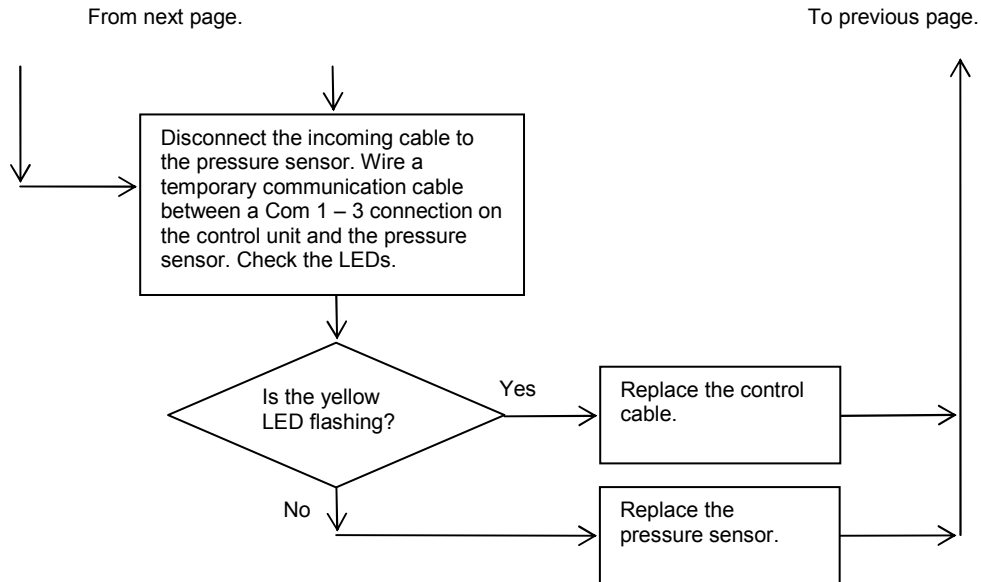 From next page.
To previous page.
Disconnect the incoming cable to
the pressure sensor. Wire a
temporary communication cable
between a Com 1 – 3 connection on
the control unit and the pressure
sensor. Check the LEDs.
Is the yellow
LED flashing?
Yes
Replace the control
cable.
No
Replace the
pressure sensor.